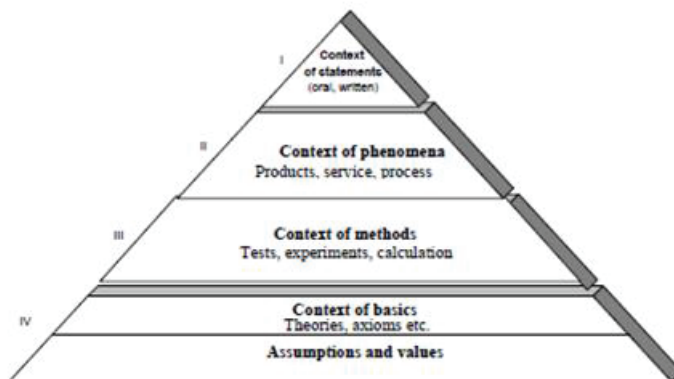 I
Context
of statements
(oral, written)
II
Context of phenomena
Products, service, process
III
Context of methods
Tests, experiments, calculation
IV
Context of basics
Theories, axioms etc.
Assumptions and values